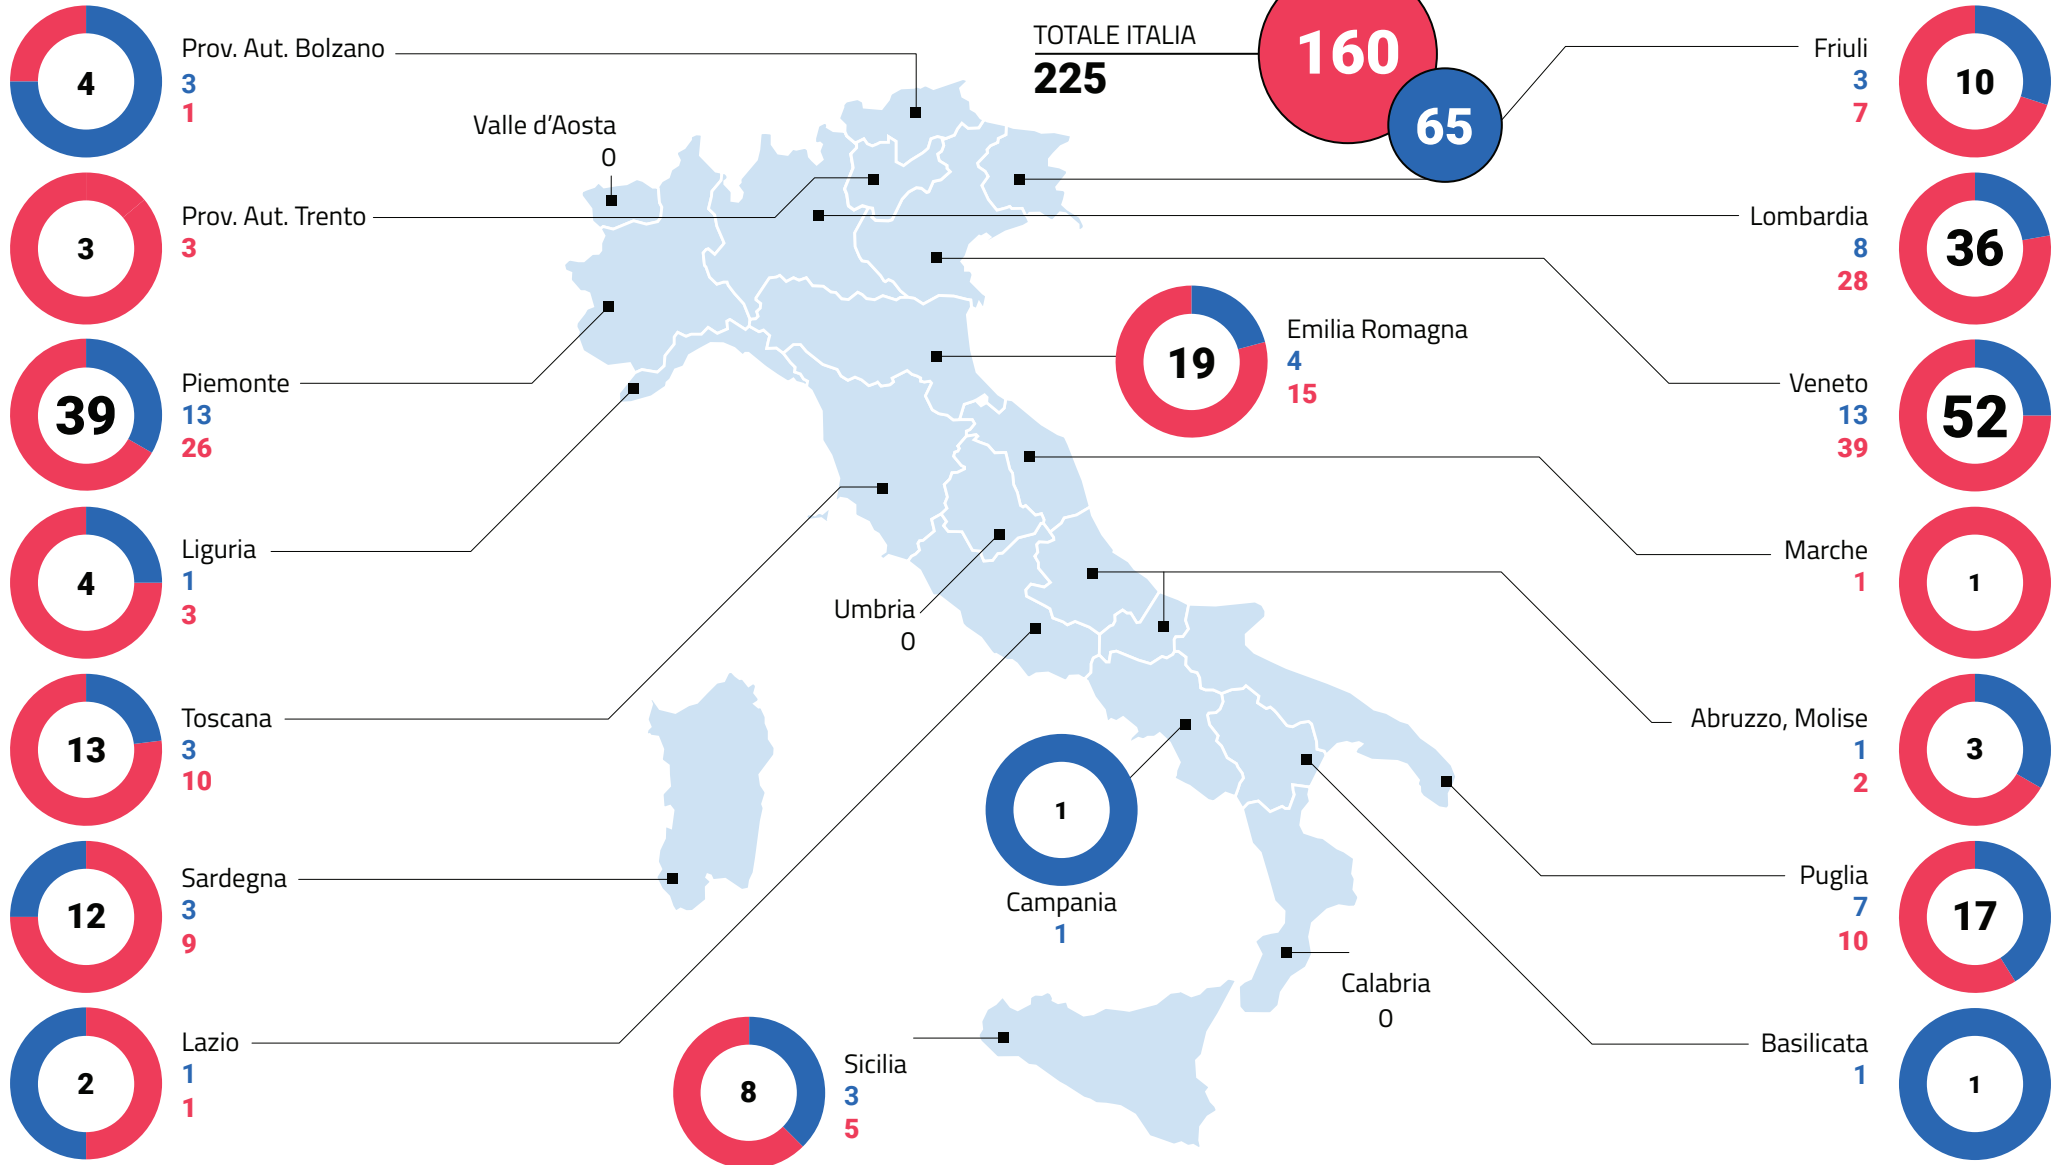 4
Prov. Aut. Bolzano
3
1
Valle d'Aosta
0
TOTALE ITALIA
225
160
65
Friuli
3
7
10
3
Prov. Aut. Trento
3
Lombardia
8
28
36
39
Piemonte
13
26
19
Emilia Romagna
4
15
Veneto
13
39
52
4
Liguria
1
3
Umbria
0
Marche
1
1
13
Toscana
3
10
Abruzzo, Molise
1
2
3
12
Sardegna
3
9
1
Campania
1
Puglia
7
10
17
2
Lazio
1
1
8
Sicilia
3
5
Calabria
0
Basilicata
1
1